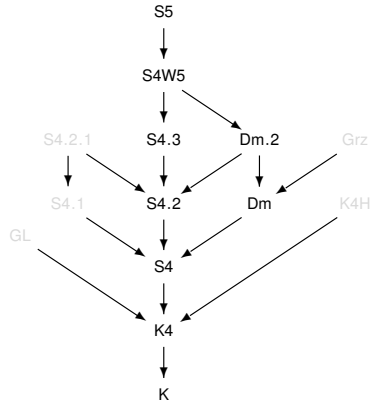 S5
S4W5
S4.2.1 S4.3 Dm.2 Grz
S4.1 S4.2 Dm K4H
GL
S4
K4
K